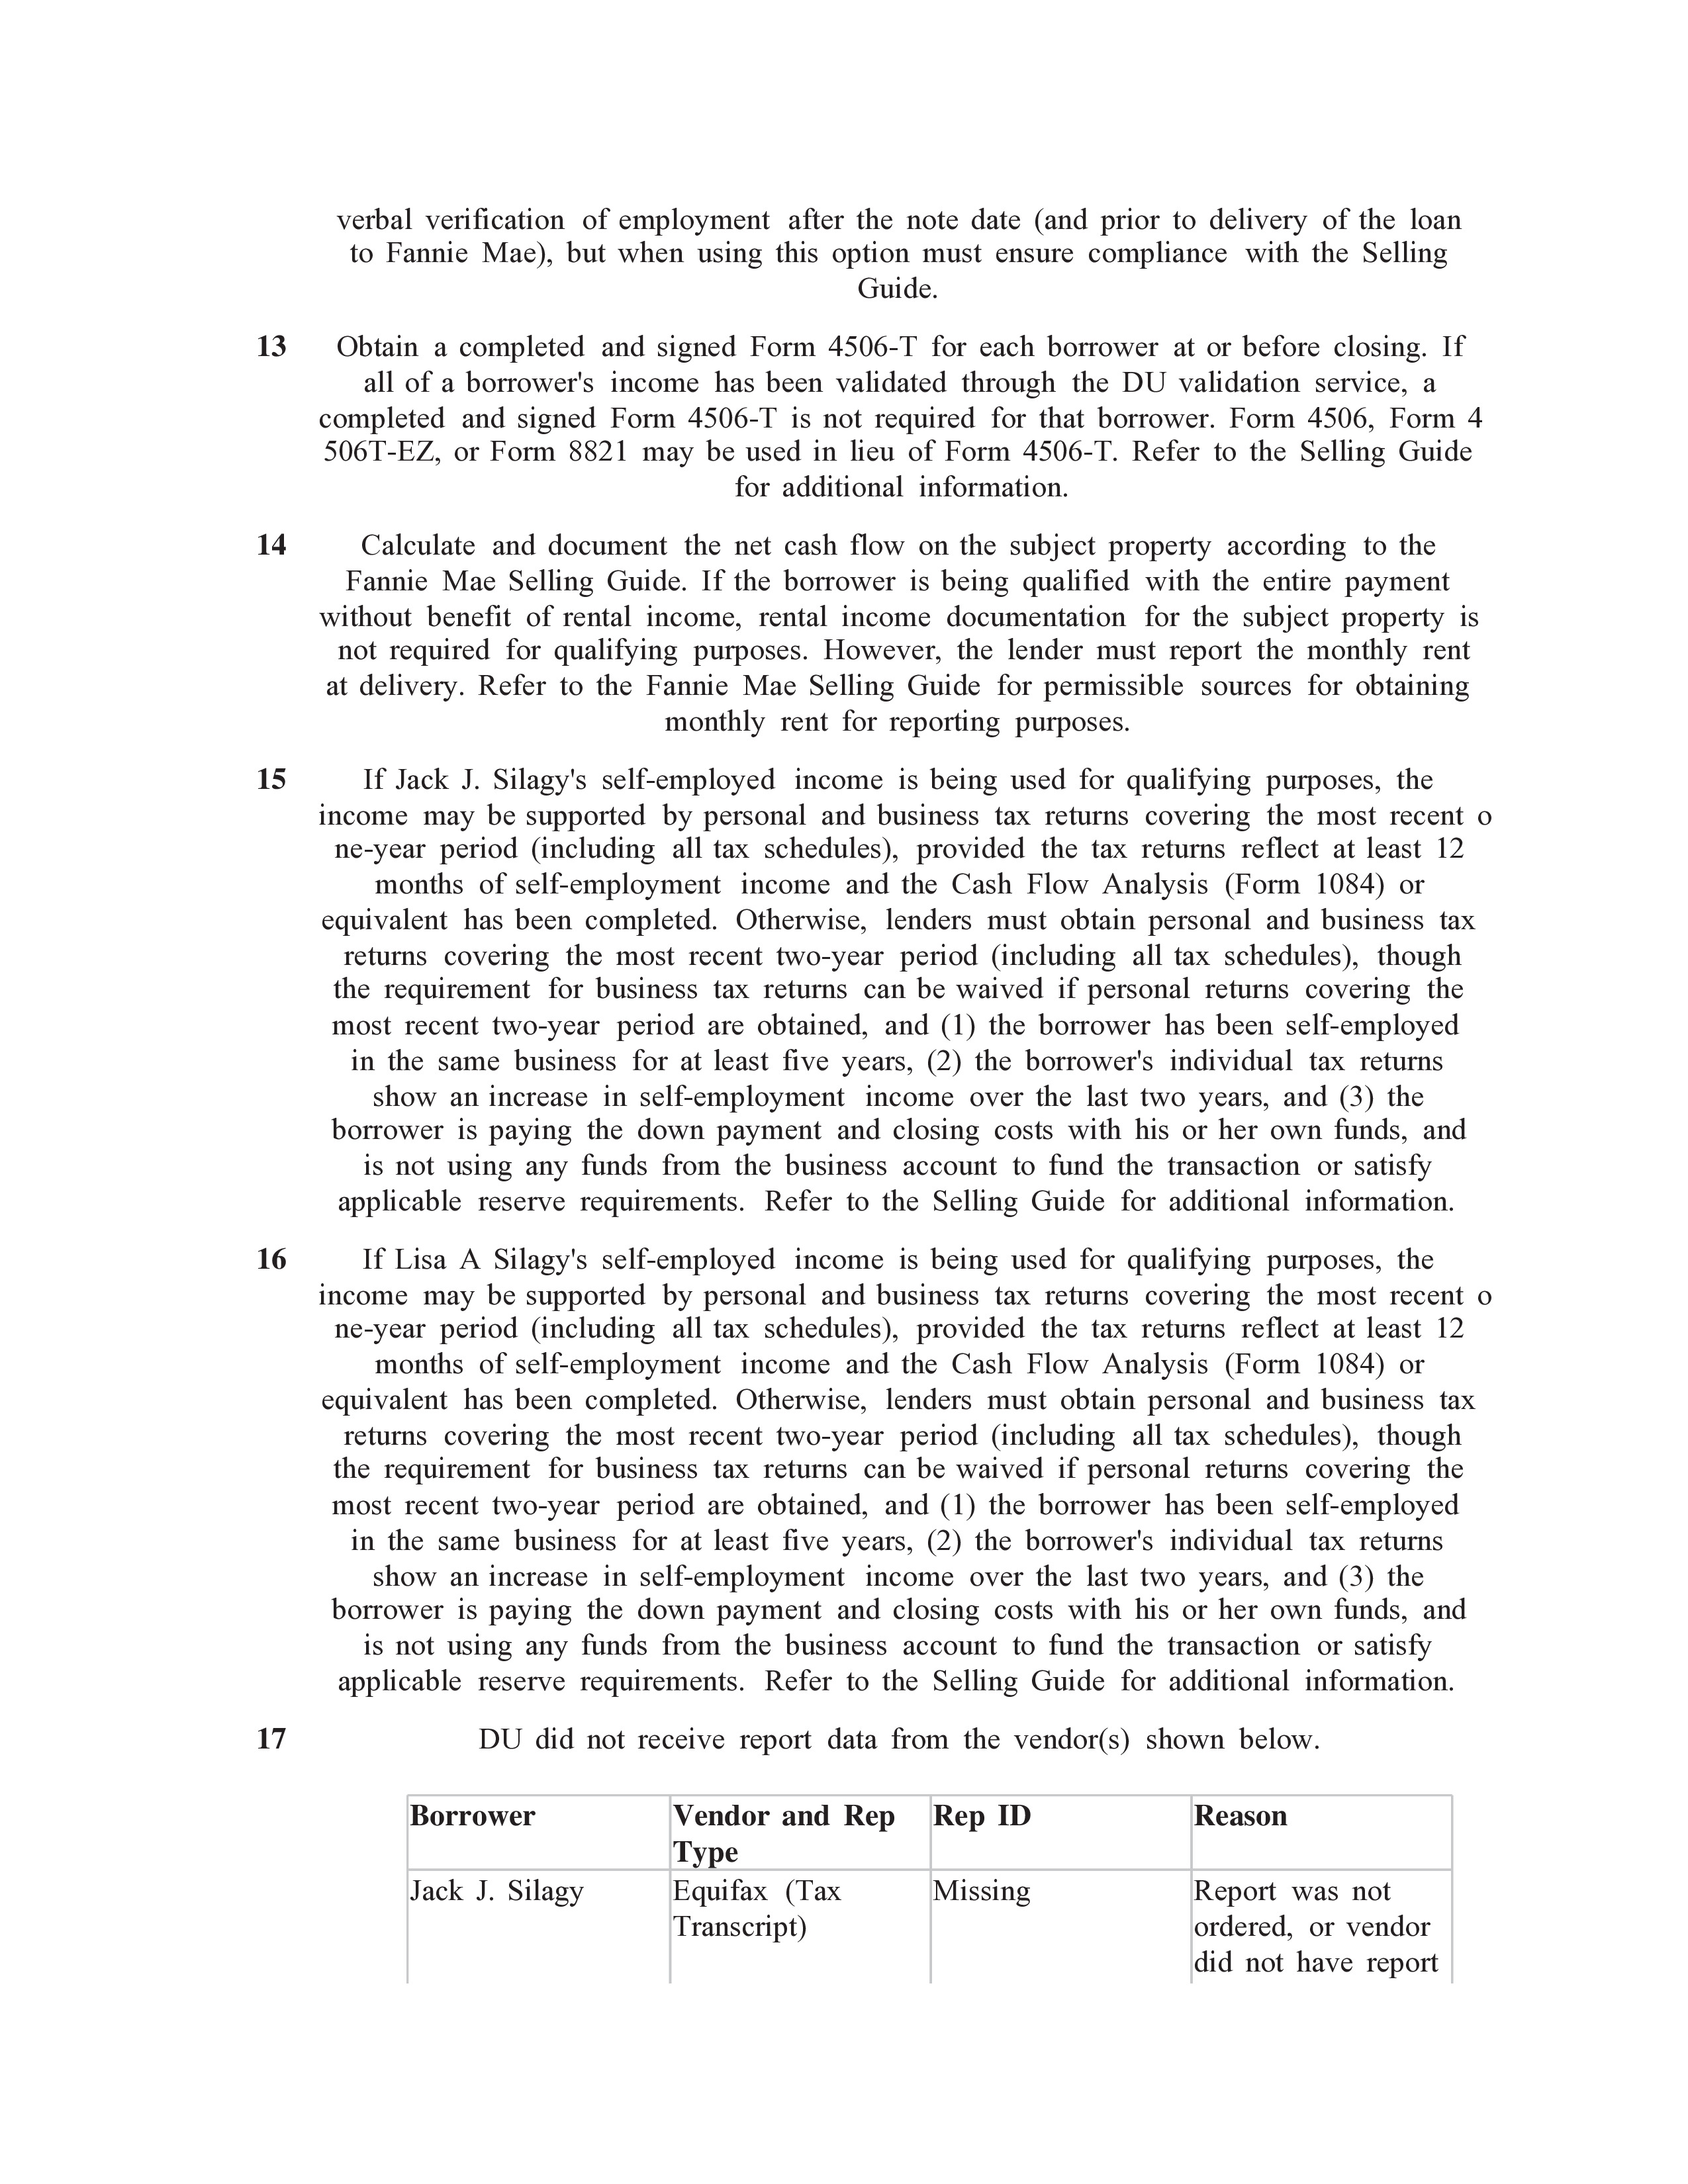 verbal verification of employment after the note date (and prior to delivery of the loan
to Fannie Mae), but when using this option must ensure compliance with the Selling
Guide.
13 Obtain a completed and signed Form 4506-T for each borrower at or before closing. If
all of a borrower's income has been validated through the DU validation service, a
completed and signed Form 4506-T is not required for that borrower. Form 4506, Form 4
506T-EZ, or Form 8821 may be used in lieu of Form 4506-T. Refer to the Selling Guide
for additional information.
14 Calculate and document the net cash flow on the subject property according to the
Fannie Mae Selling Guide. If the borrower is being qualified with the entire payment
without benefit of rental income, rental income documentation for the subject property is
not required for qualifying purposes. However, the lender must report the monthly rent
at delivery. Refer to the Fannie Mae Selling Guide for permissible sources for obtaining
monthly rent for reporting purposes.
15 If Jack J. Silagy's self-employed income is being used for qualifying purposes, the
income may be supported by personal and business tax returns covering the most recent o
ne-year period (including all tax schedules), provided the tax returns reflect at least 12
months of self-employment income and the Cash Flow Analysis (Form 1084) or
equivalent has been completed. Otherwise, lenders must obtain personal and business tax
returns covering the most recent two-year period (including all tax schedules), though
the requirement for business tax returns can be waived if personal returns covering the
most recent two-year period are obtained, and (1) the borrower has been self-employed
in the same business for at least five years, (2) the borrower's individual tax returns
show an increase in self-employment income over the last two years, and (3) the
borrower is paying the down payment and closing costs with his or her own funds, and
is not using any funds from the business account to fund the transaction or satisfy
applicable reserve requirements. Refer to the Selling Guide for additional information.
16 If Lisa A Silagy's self-employed income is being used for qualifying purposes, the
income may be supported by personal and business tax returns covering the most recent o
ne-year period (including all tax schedules), provided the tax returns reflect at least 12
months of self-employment income and the Cash Flow Analysis (Form 1084) or
equivalent has been completed. Otherwise, lenders must obtain personal and business tax
returns covering the most recent two-year period (including all tax schedules), though
the requirement for business tax returns can be waived if personal returns covering the
most recent two-year period are obtained, and (1) the borrower has been self-employed
in the same business for at least five years, (2) the borrower's individual tax returns
show an increase in self-employment income over the last two years, and (3) the
borrower is paying the down payment and closing costs with his or her own funds, and
is not using any funds from the business account to fund the transaction or satisfy
applicable reserve requirements. Refer to the Selling Guide for additional information.
17 DU did not receive report data from the vendor(s) shown below.
Borrower Vendor and Rep Rep ID Reason
Type
Jack J. Silagy Equifax (Tax Missing Report was not
Transcript) ordered, or vendor
did not have report